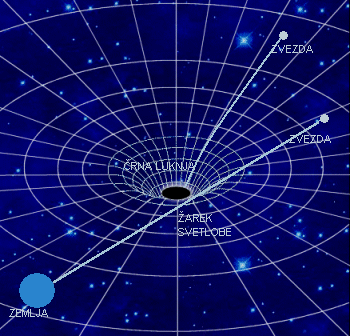 ZVEZDA
ZVEZDA
ČRNA LUKNJA
ŽAREK
SVETLOBE
ZEMLJA